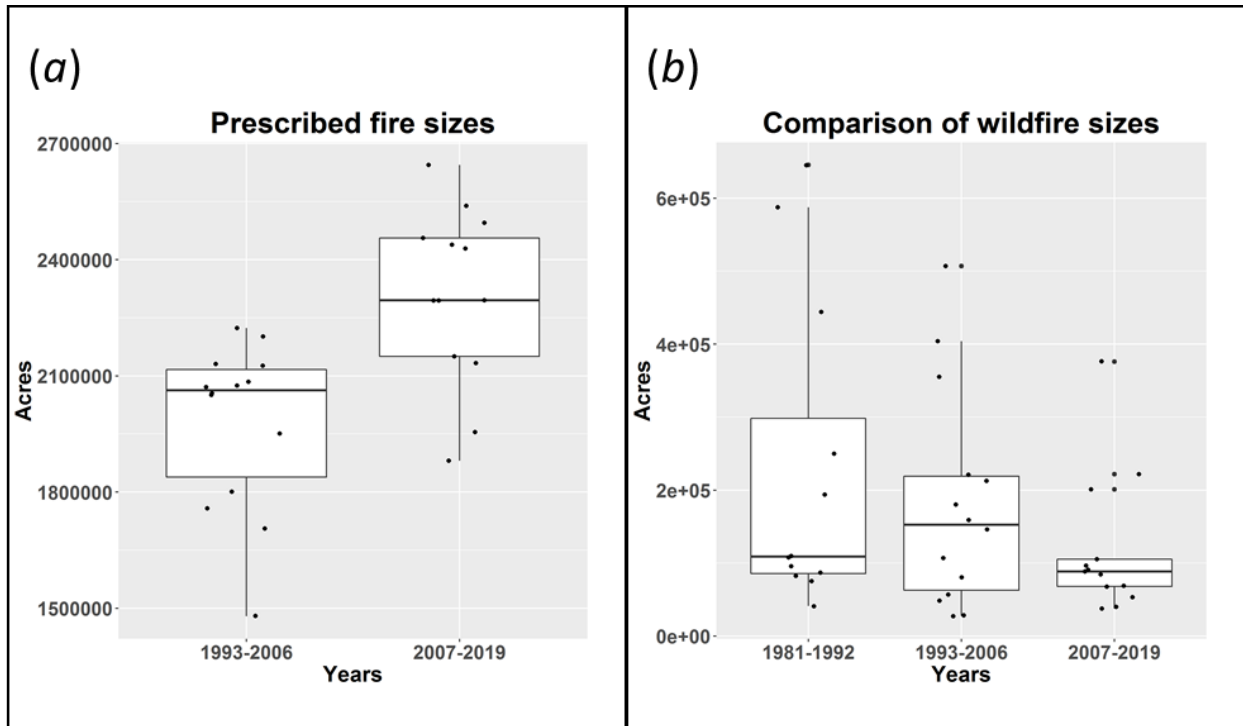 (a)
Prescribed fire sizes
2700000
2400000
2100000
1800000
1500000
Acres
1993-2006
2007-2019
Years
(b)
Comparison of wildfire sizes
6e+05
4e+05
2e+05
0e+00
Acres
1981-1992
1993-2006
2007-2019
Years